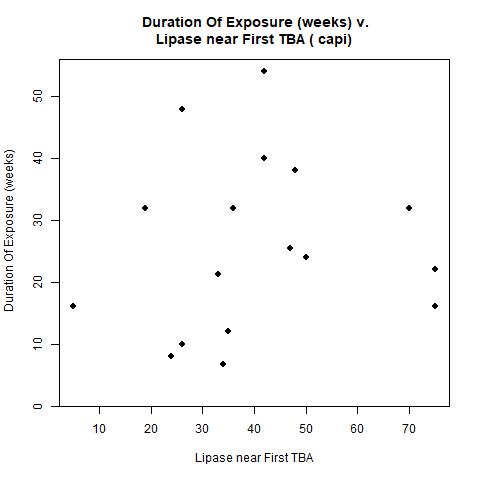 Duration Of Exposure (weeks) v.
Lipase near First TBA ( capi)
Duration Of Exposure (weeks)
50
40
30
20
10
0
10 20 30 40 50 60 70
Lipase near First TBA